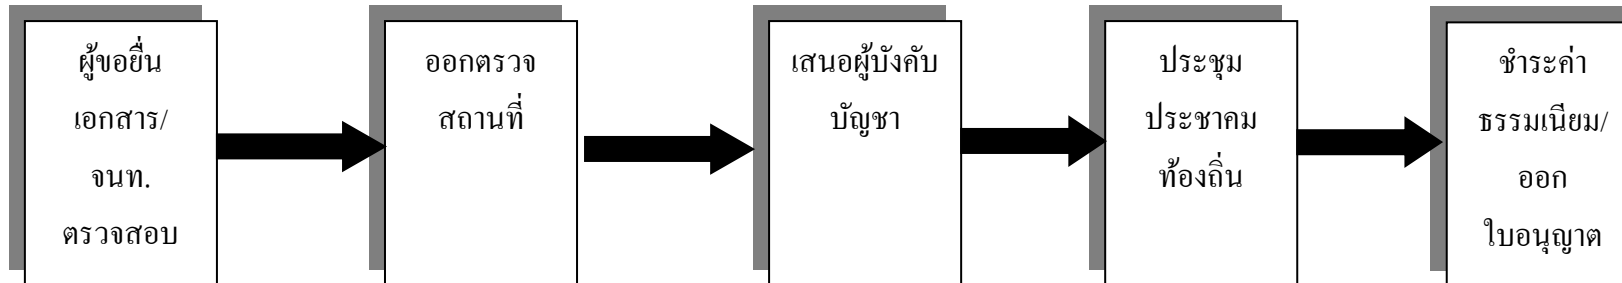 ผู้ขอยื่น
เอกสาร/
จนท.
ตรวจสอบ
ออกตรวจ
สถานที่
เสนอผู้บังคับ
บัญชา
ประชุม
ประชาคม
ท้องถิ่น
ชำระค่า
ธรรมเนียม/
ออก
ใบอนุญาต